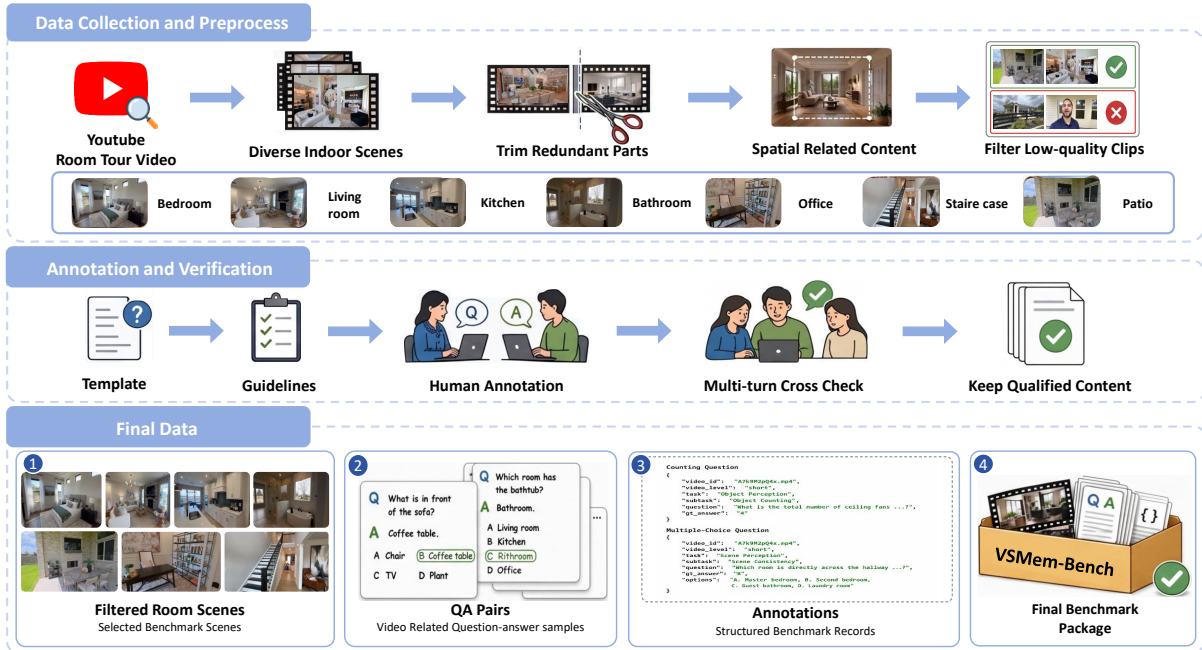 Data Collection and Preprocess
Youtube
Room Tour Video
Diverse Indoor Scenes
Trim Redundant Parts
Spatial Related Content
Filter Low-quality Clips
Bedroom
Living
room
Kitchen
Bathroom
Office
Staire case
Patio
Annotation and Verification
?
Q
A
Template
Guidelines
Human Annotation
Multi-turn Cross Check
Keep Qualified Content
Final Data
1
Filtered Room Scenes
Selected Benchmark Scenes
2
Q What is in front
of the sofa?
A Coffee table.
A Chair B Coffee table
C TV D Plant
Q Which room has
the bathtub?
A Bathroom.
A Living room
B Kitchen
C Rithroom
D Office
...
QA Pairs
Video Related Question-answer samples
3
Counting Question
{
"video_id": "A7k9M2pQ4x.mp4",
"video_level": "short",
"task": "Object Perception",
"subtask": "Object Counting",
"question": "What is the total number of ceiling fans ...?",
"gt_answer": "4"
}
Multiple-Choice Question
{
"video_id": "A7k9M2pQ4x.mp4",
"video_level": "short",
"task": "Scene Perception",
"subtask": "Scene Consistency",
"question": "Which room is directly across the hallway ...?",
"gt_answer": "B",
"options": "A. Master bedroom, B. Second bedroom,
C. Guest bathroom, D. Laundry room"
}
Annotations
Structured Benchmark Records
4
Q A
{ }
VSMem-Bench
Final Benchmark
Package